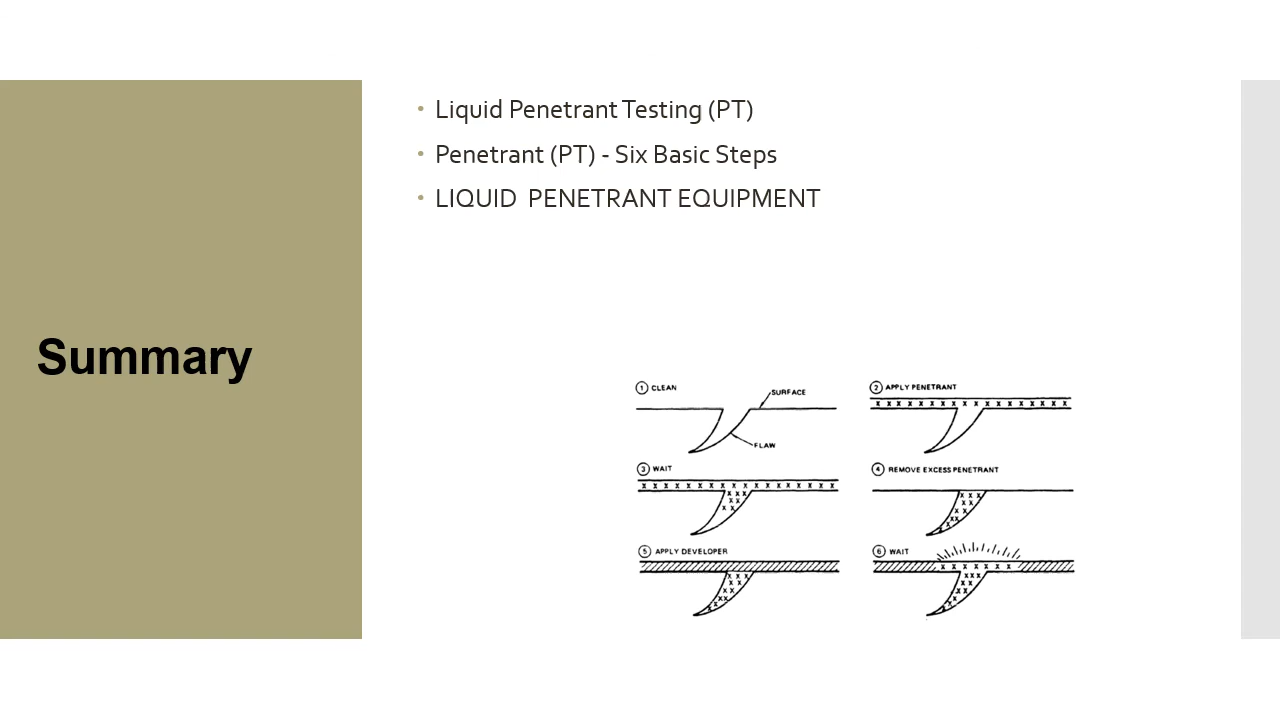 Summary
• Liquid Penetrant Testing (PT)
• Penetrant (PT) - Six Basic Steps
• LIQUID PENETRANT EQUIPMENT
1 CLEAN
SURFACE
FLAW
2 APPLY PENETRANT
3 WAIT
4 REMOVE EXCESS PENETRANT
5 APPLY DEVELOPER
6 WAIT